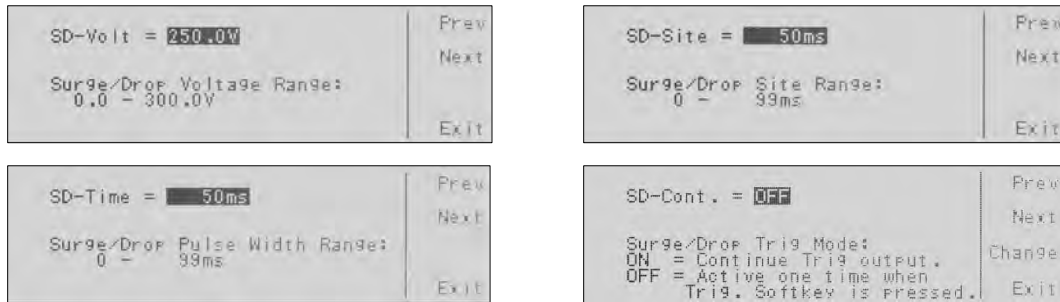 SD-Volt = 250.0V
Surge/Drop Voltage Range:
0.0 - 300.0V
Prev
Next
Exit
SD-Site = 50ms
Surge/Drop Site Range:
0 - 99ms
Prev
Next
Exit
SD-Time = 50ms
Surge/Drop Pulse Width Range:
0 - 99ms
Prev
Next
Exit
SD-Cont. = OFF
Surge/Drop Trig Mode:
ON = Continue Trig output.
OFF = Active one time when
Trig. Softkey is pressed.
Prev
Next
Change
Exit